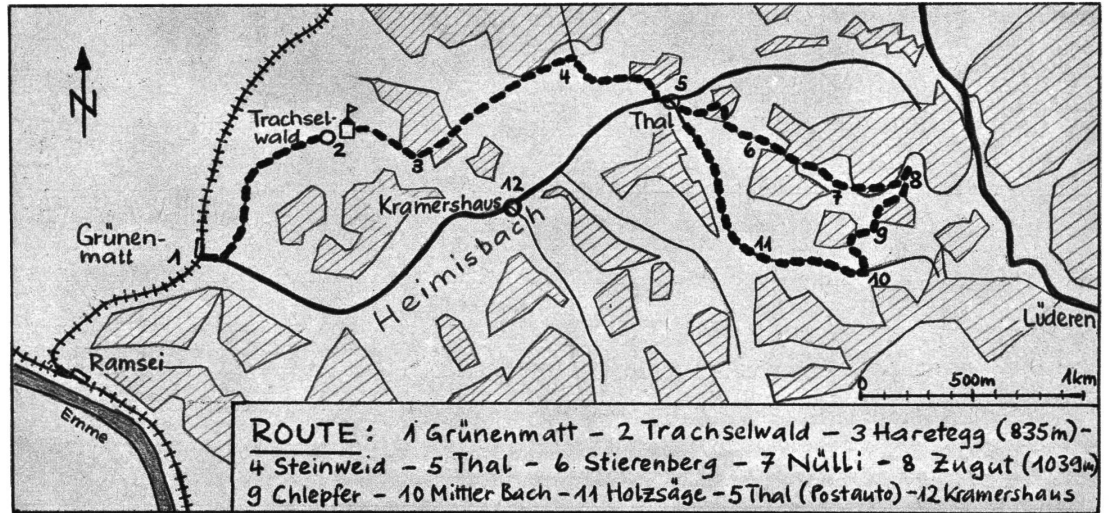 N
4
5
Trachsel-
wald
2
Thal
6
3
8
12
7
Kramershaus
Grünen-
matt
1
9
11
Heimisbach
10
Lüderen
Ramsei
0 500m 1km
Emme
ROUTE: 1 Grünenmatt - 2 Trachselwald - 3 Haretegg (835m)-
4 Steinweid - 5 Thal - 6 Stierenberg - 7 Nülli - 8 Zugut (1039m)
9 Chlepfer - 10 Mittler Bach - 11 Holzsäge - 5 Thal (Postauto) - 12 Kramershaus